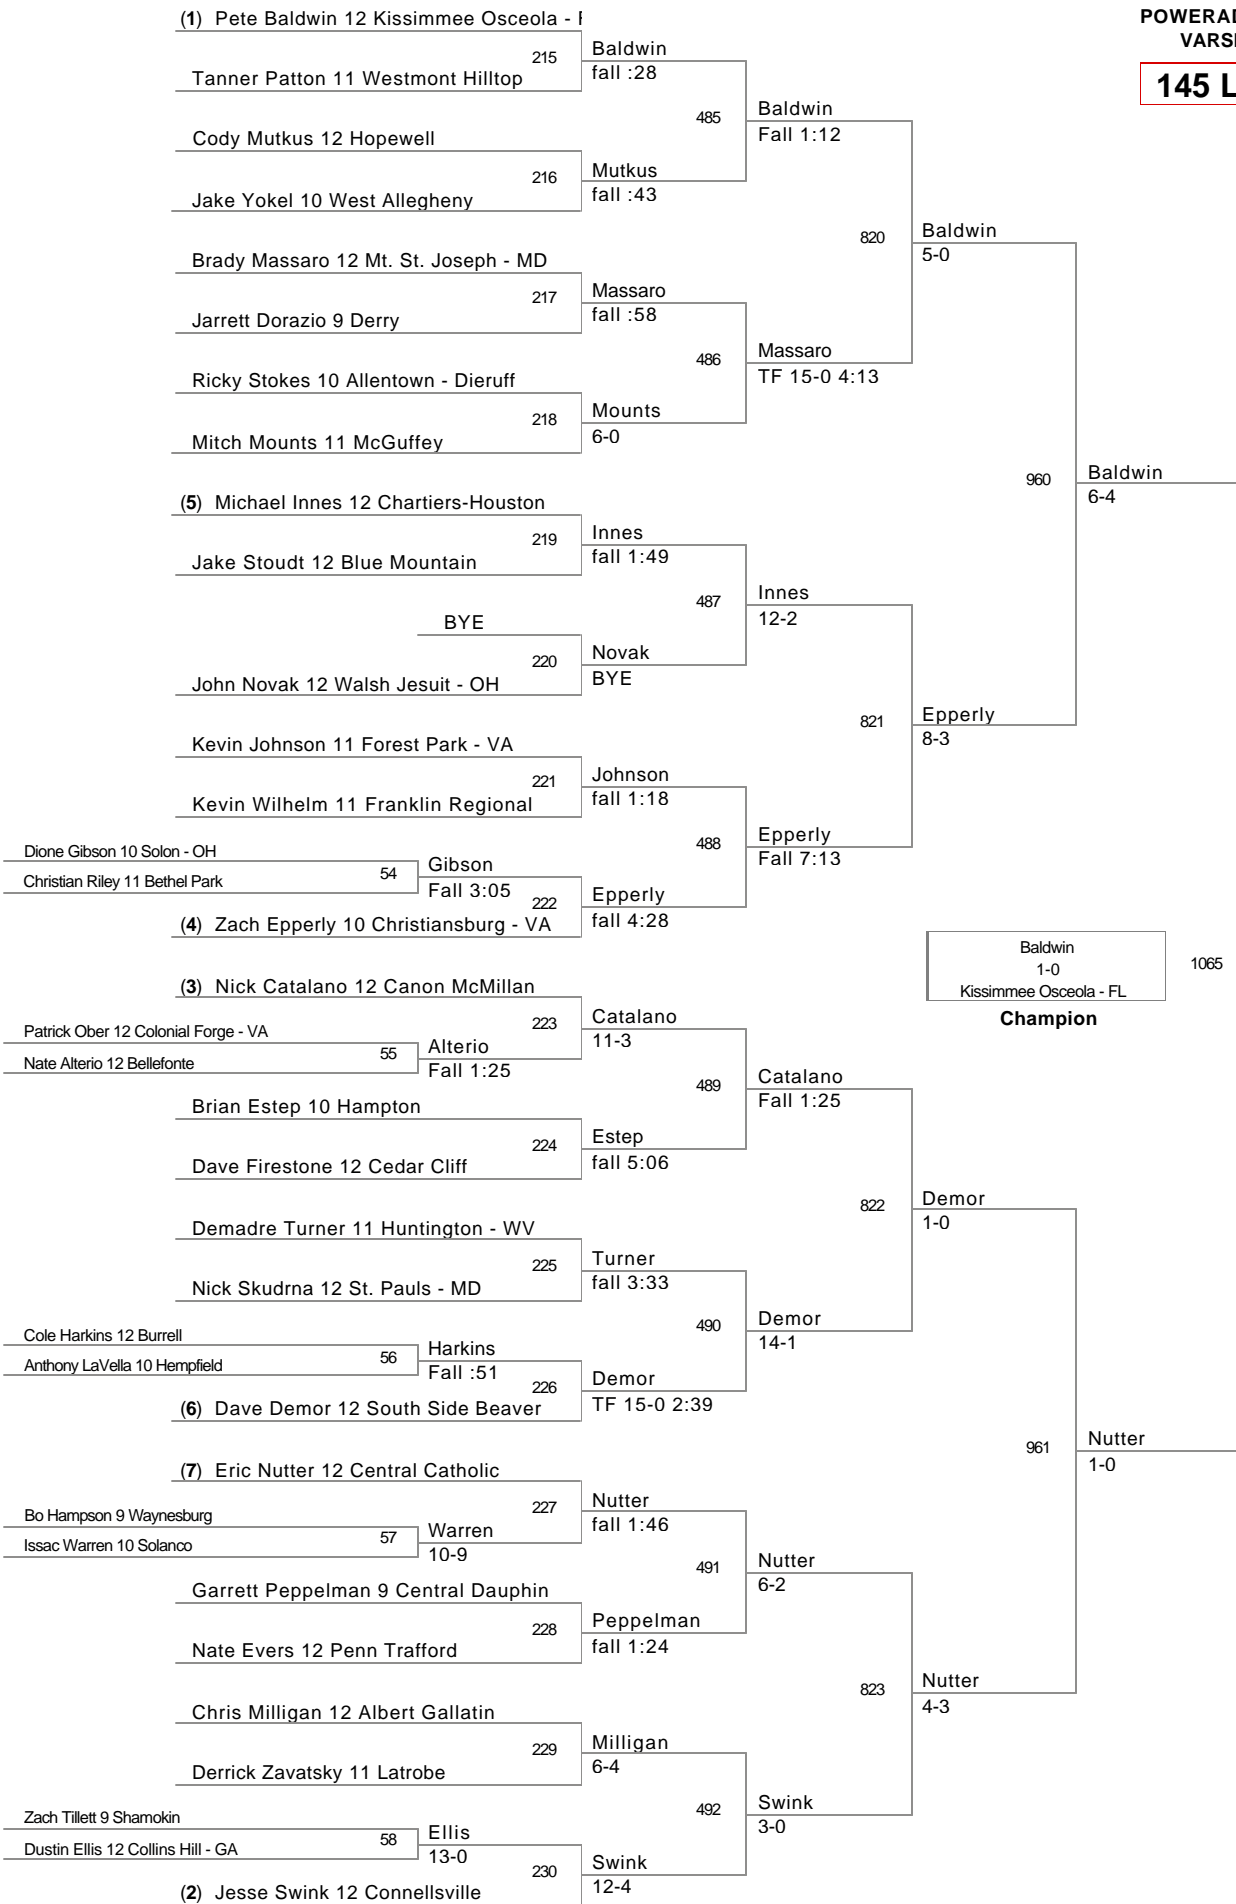 (1) Pete Baldwin 12 Kissimmee Osceola -
POWERAD
VARS
145 L
215
Baldwin
fall :28
Tanner Patton 11 Westmont Hilltop
485
Baldwin
Fall 1:12
Cody Mutkus 12 Hopewell
216
Mutkus
fall :43
Jake Yokel 10 West Allegheny
820
Baldwin
5-0
Brady Massaro 12 Mt. St. Joseph - MD
217
Massaro
fall :58
Jarrett Dorazio 9 Derry
486
Massaro
TF 15-0 4:13
Ricky Stokes 10 Allentown - Dieruff
218
Mounts
6-0
Mitch Mounts 11 McGuffey
960
Baldwin
6-4
(5) Michael Innes 12 Chartiers-Houston
219
Innes
fall 1:49
Jake Stoudt 12 Blue Mountain
487
Innes
12-2
BYE
220
Novak
BYE
John Novak 12 Walsh Jesuit - OH
821
Epperly
8-3
Kevin Johnson 11 Forest Park - VA
221
Johnson
fall 1:18
Kevin Wilhelm 11 Franklin Regional
488
Epperly
Fall 7:13
Dione Gibson 10 Solon - OH
54
Gibson
Fall 3:05
Christian Riley 11 Bethel Park
222
Epperly
fall 4:28
(4) Zach Epperly 10 Christiansburg - VA
Baldwin
1-0
Kissimmee Osceola - FL
1065
Champion
(3) Nick Catalano 12 Canon McMillan
223
Catalano
11-3
Patrick Ober 12 Colonial Forge - VA
55
Alterio
Fall 1:25
Nate Alterio 12 Bellefonte
489
Catalano
Fall 1:25
Brian Estep 10 Hampton
224
Estep
fall 5:06
Dave Firestone 12 Cedar Cliff
822
Demor
1-0
Demadre Turner 11 Huntington - WV
225
Turner
fall 3:33
Nick Skudrna 12 St. Pauls - MD
490
Demor
14-1
Cole Harkins 12 Burrell
56
Harkins
Fall :51
Anthony LaVella 10 Hempfield
226
Demor
TF 15-0 2:39
(6) Dave Demor 12 South Side Beaver
961
Nutter
1-0
(7) Eric Nutter 12 Central Catholic
227
Nutter
fall 1:46
Bo Hampson 9 Waynesburg
57
Warren
10-9
Issac Warren 10 Solanco
491
Nutter
6-2
Garrett Peppelman 9 Central Dauphin
228
Peppelman
fall 1:24
Nate Evers 12 Penn Trafford
823
Nutter
4-3
Chris Milligan 12 Albert Gallatin
229
Milligan
6-4
Derrick Zavatsky 11 Latrobe
492
Swink
3-0
Zach Tillett 9 Shamokin
58
Ellis
13-0
Dustin Ellis 12 Collins Hill - GA
230
Swink
12-4
(2) Jesse Swink 12 Connellsville